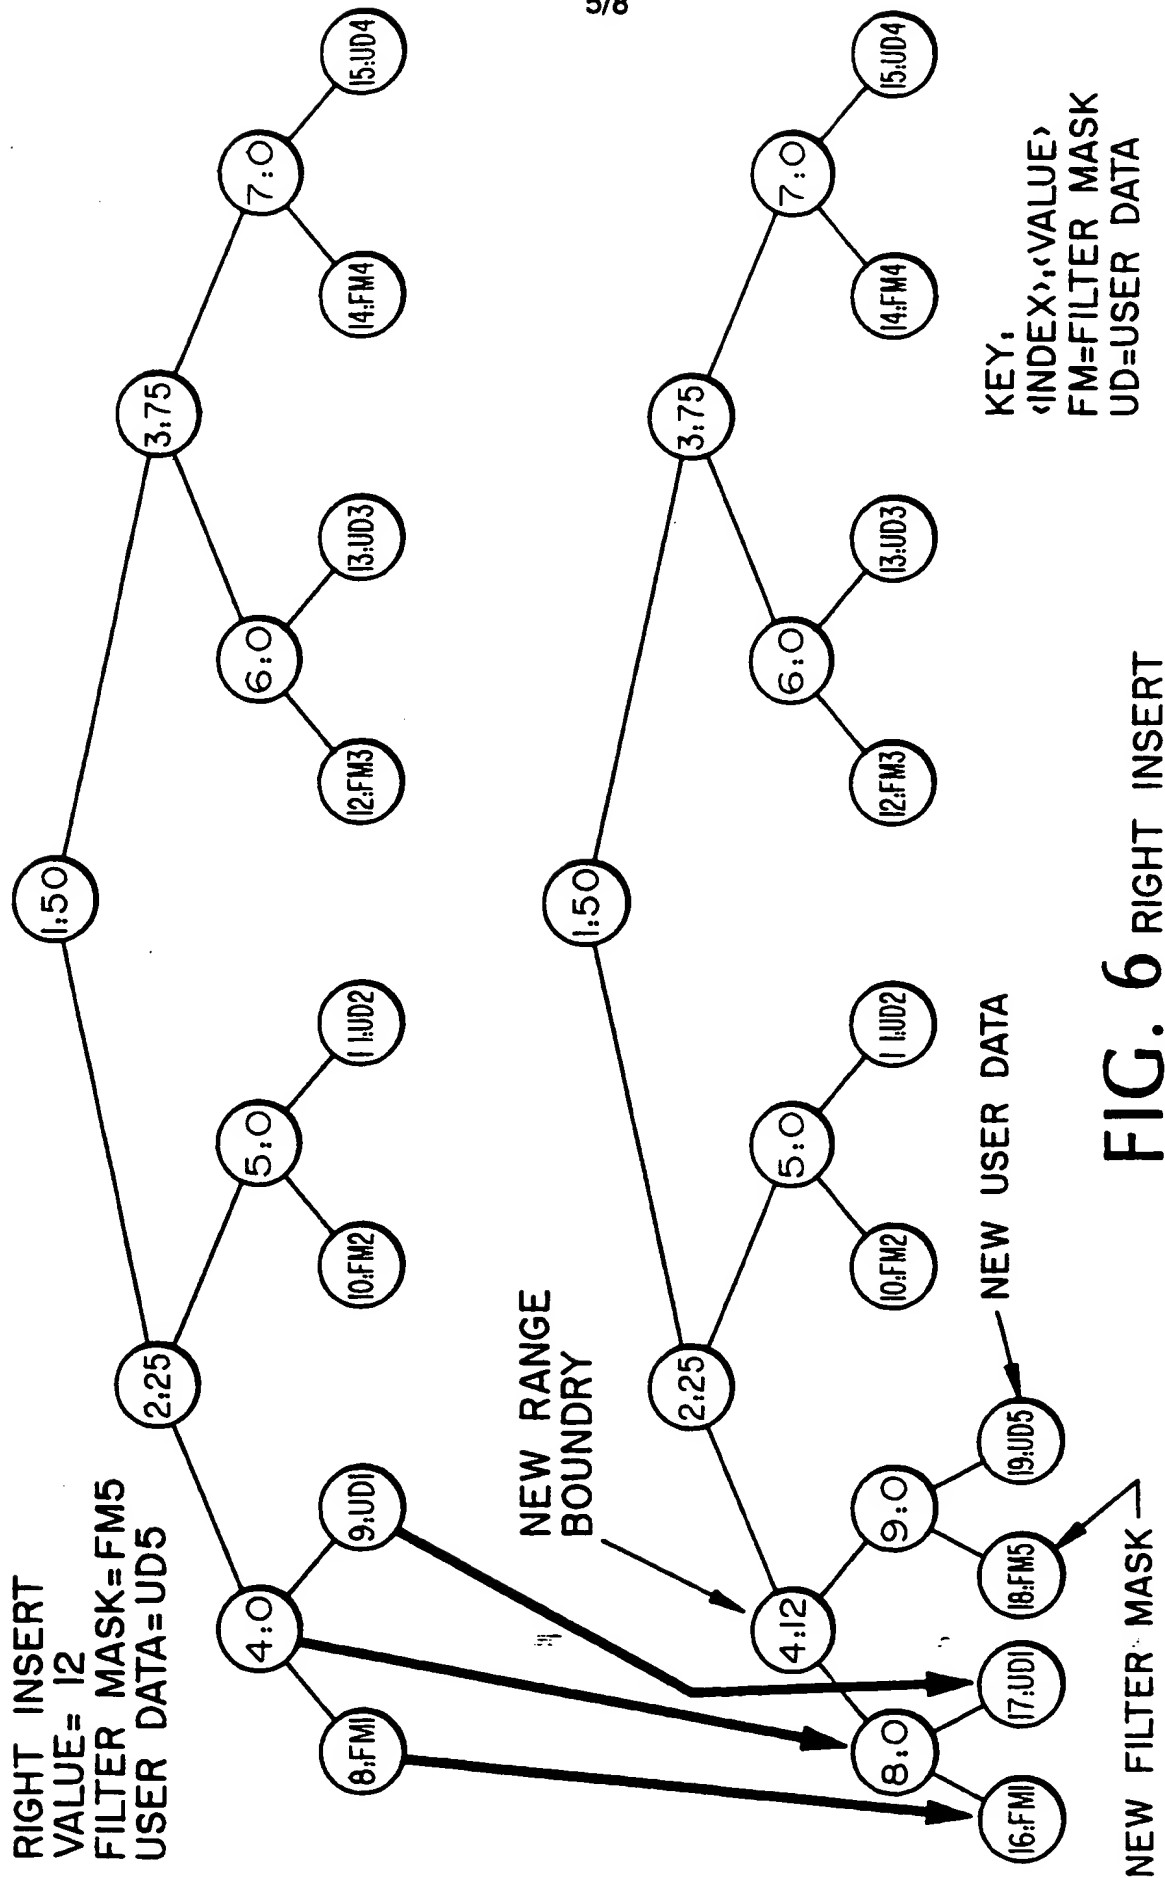 5/8
RIGHT INSERT
VALUE= 12
FILTER MASK=FM5
USER DATA=UD5
1:50
2:25
3:75
4:0
5:0
6:0
7:0
8:FM1
9:UD1
10:FM2
11:UD2
12:FM3
13:UD3
14:FM4
15:UD4
NEW RANGE
BOUNDRY
1:50
2:25
3:75
4:12
5:0
6:0
7:0
8:0
9:0
10:FM2
11:UD2
12:FM3
13:UD3
14:FM4
15:UD4
16:FM1
17:UD1
18:FM5
19:UD5
NEW USER DATA
NEW FILTER MASK
KEY:
<INDEX>:<VALUE>
FM=FILTER MASK
UD=USER DATA
FIG. 6 RIGHT INSERT